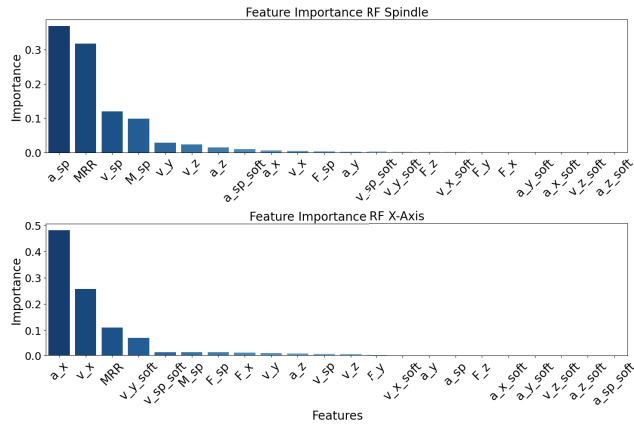 Feature Importance RF Spindle
Importance
0.3
0.2
0.1
0.0
a_sp MRR v_sp M_sp v_y v_z a_z a_sp_soft a_x v_x F_sp a_y v_sp_soft v_y_soft F_z v_x_soft F_y F_x a_y_soft a_x_soft v_z_soft a_z_soft
Feature Importance RF X-Axis
Importance
0.5
0.4
0.3
0.2
0.1
0.0
a_x v_x MRR v_y_soft v_sp_soft M_sp F_sp F_x v_y a_z v_sp v_z F_y v_x_soft a_y a_sp F_z a_x_soft a_y_soft v_z_soft a_z_soft a_sp_soft
Features